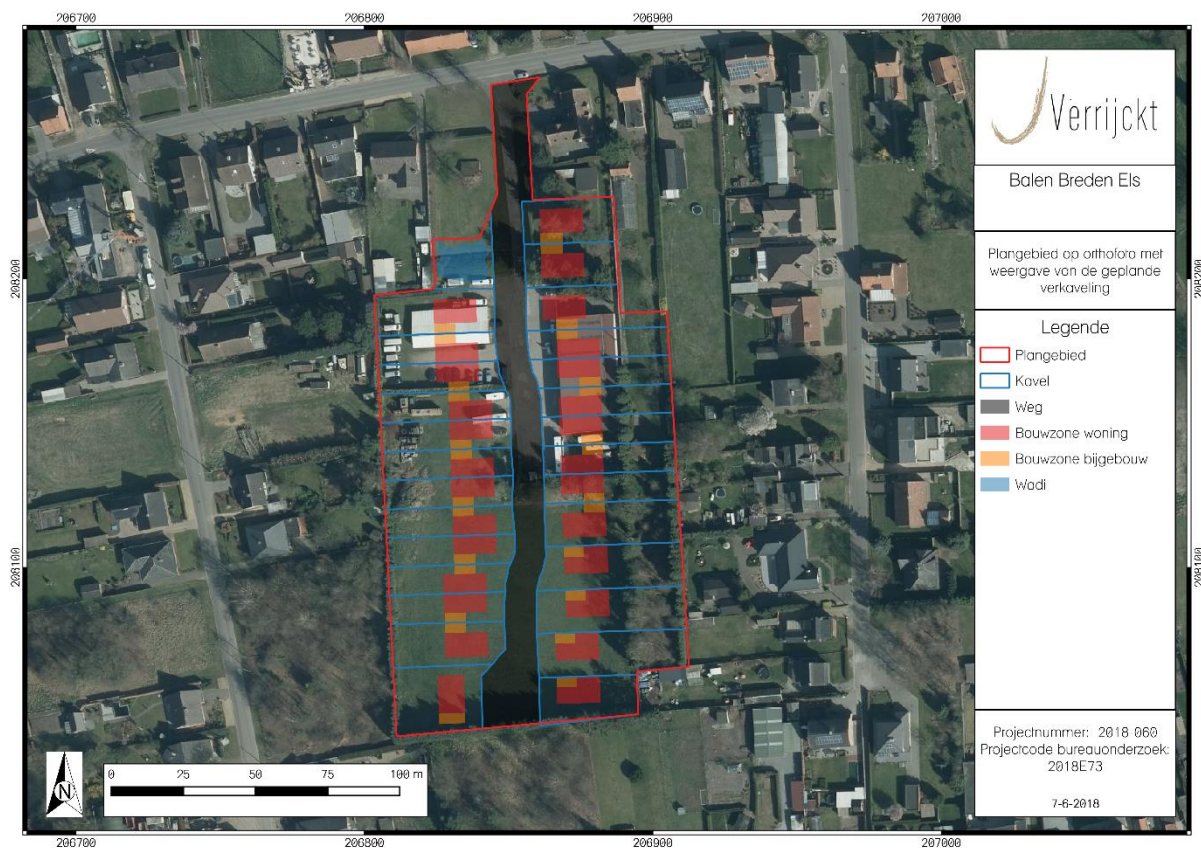 206700 206800 206900 207000
Verrijckt
Balen Breden Els
Plangebied op orthofoto met
weergave van de geplande
verkaveling
Legende
Plangebied
Kavel
Weg
Bouwzone woning
Bouwzone bijgebouw
Wadi
208200 208200
208100 208100
Projectnummer: 2018 060
Projectcode bureauonderzoek:
2018E73
7-6-2018
N
0 25 50 75 100 m
206700 206800 206900 207000